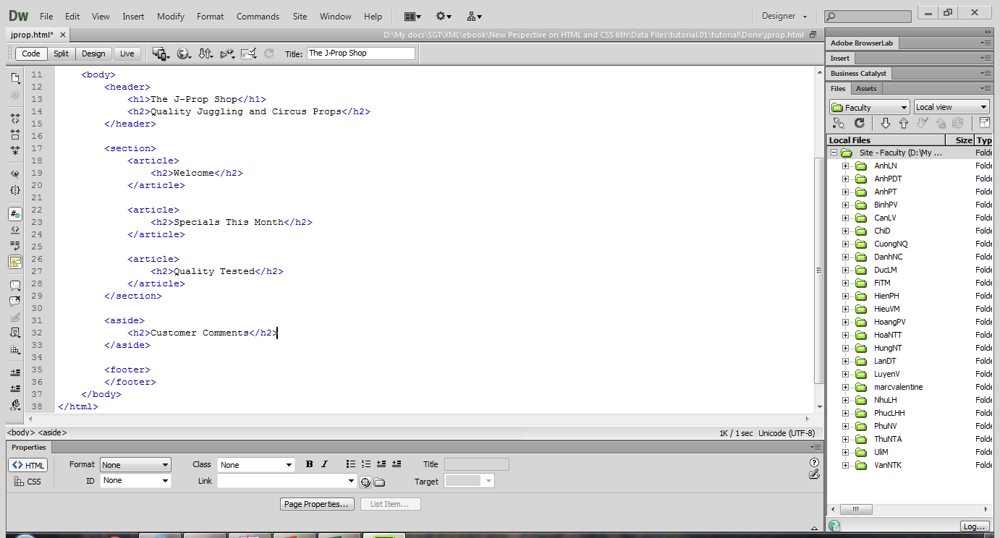 Dw File Edit View Insert Modify Format Commands Site Window Help Designer
jprop.html* D:\My docs\SGT\XML\ebook\New Pespective on HTML and CSS 6th\Data Files\tutorial.01\tutorial\Done\jprop.html
Code Split Design Live Title: The J-Prop Shop
11 <body>
12 <header>
13 <h1>The J-Prop Shop</h1>
14 <h2>Quality Juggling and Circus Props</h2>
15 </header>
16
17 <section>
18 <article>
19 <h2>Welcome</h2>
20 </article>
21
22 <article>
23 <h2>Specials This Month</h2>
24 </article>
25
26 <article>
27 <h2>Quality Tested</h2>
28 </article>
29 </section>
30
31 <aside>
32 <h2>Customer Comments</h2>
33 </aside>
34
35 <footer>
36 </footer>
37 </body>
38 </html>
<body> <aside> 1K / 1 sec Unicode (UTF-8)
Properties
<> HTML Format None Class None B I Title
CSS ID None Link Target
Page Properties... List Item...
Adobe BrowserLab
Insert
Business Catalyst
Files Assets
Faculty Local view
Local Files Size Typ
Site - Faculty (D:\My ... Folde
AnhLN Folde
AnhPDT Folde
AnhPT Folde
BinhPV Folde
CanLV Folde
ChiD Folde
CuongNQ Folde
DanhNC Folde
DucLM Folde
FiTM Folde
HienPH Folde
HieuVM Folde
HoangPV Folde
HoaNTT Folde
HungNT Folde
LanDT Folde
LuyenV Folde
marcvalentine Folde
NhuLH Folde
PhucLHH Folde
PhuNV Folde
ThuNTA Folde
UliM Folde
VanNTK Folde
Log...